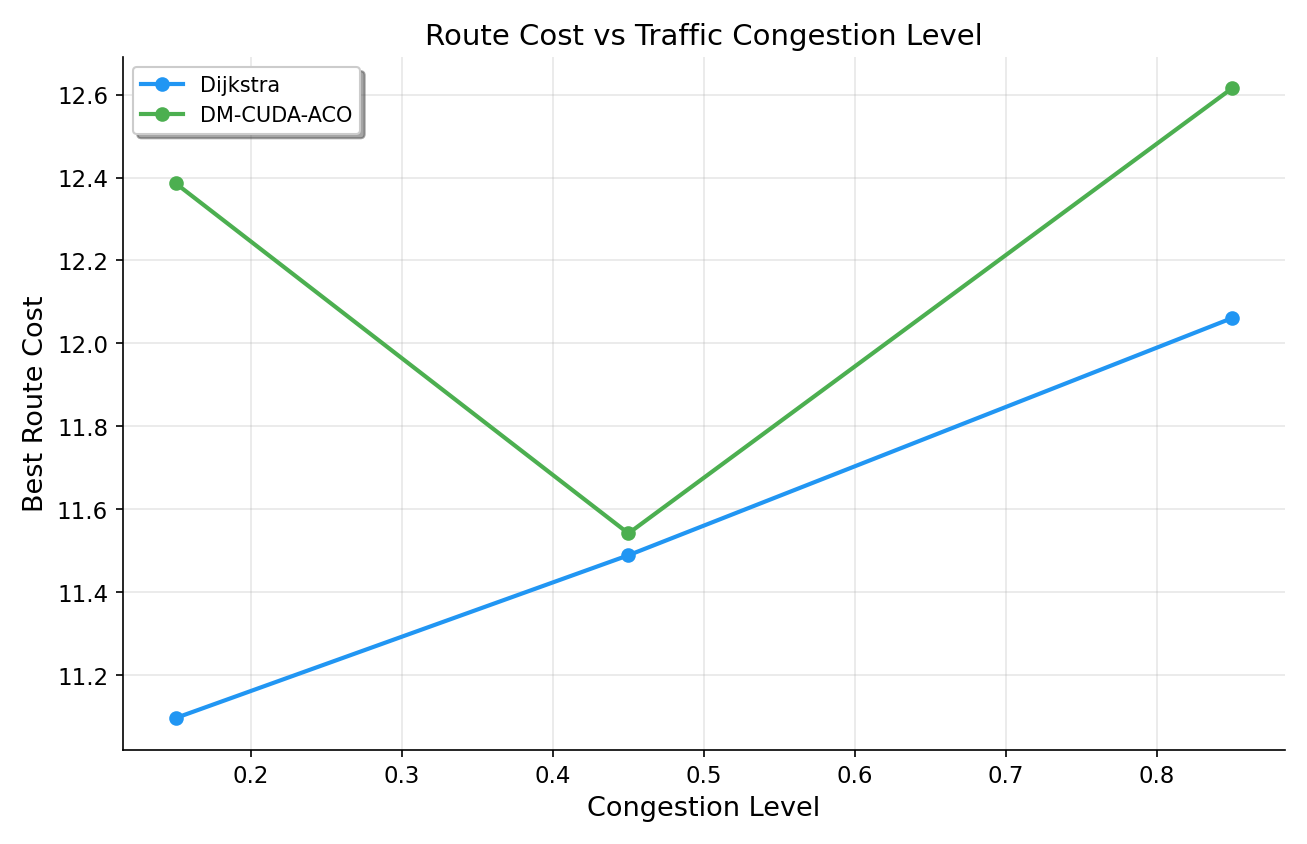 Route Cost vs Traffic Congestion Level
Dijkstra
DM-CUDA-ACO
Best Route Cost
12.6
12.4
12.2
12.0
11.8
11.6
11.4
11.2
0.2 0.3 0.4 0.5 0.6 0.7 0.8
Congestion Level